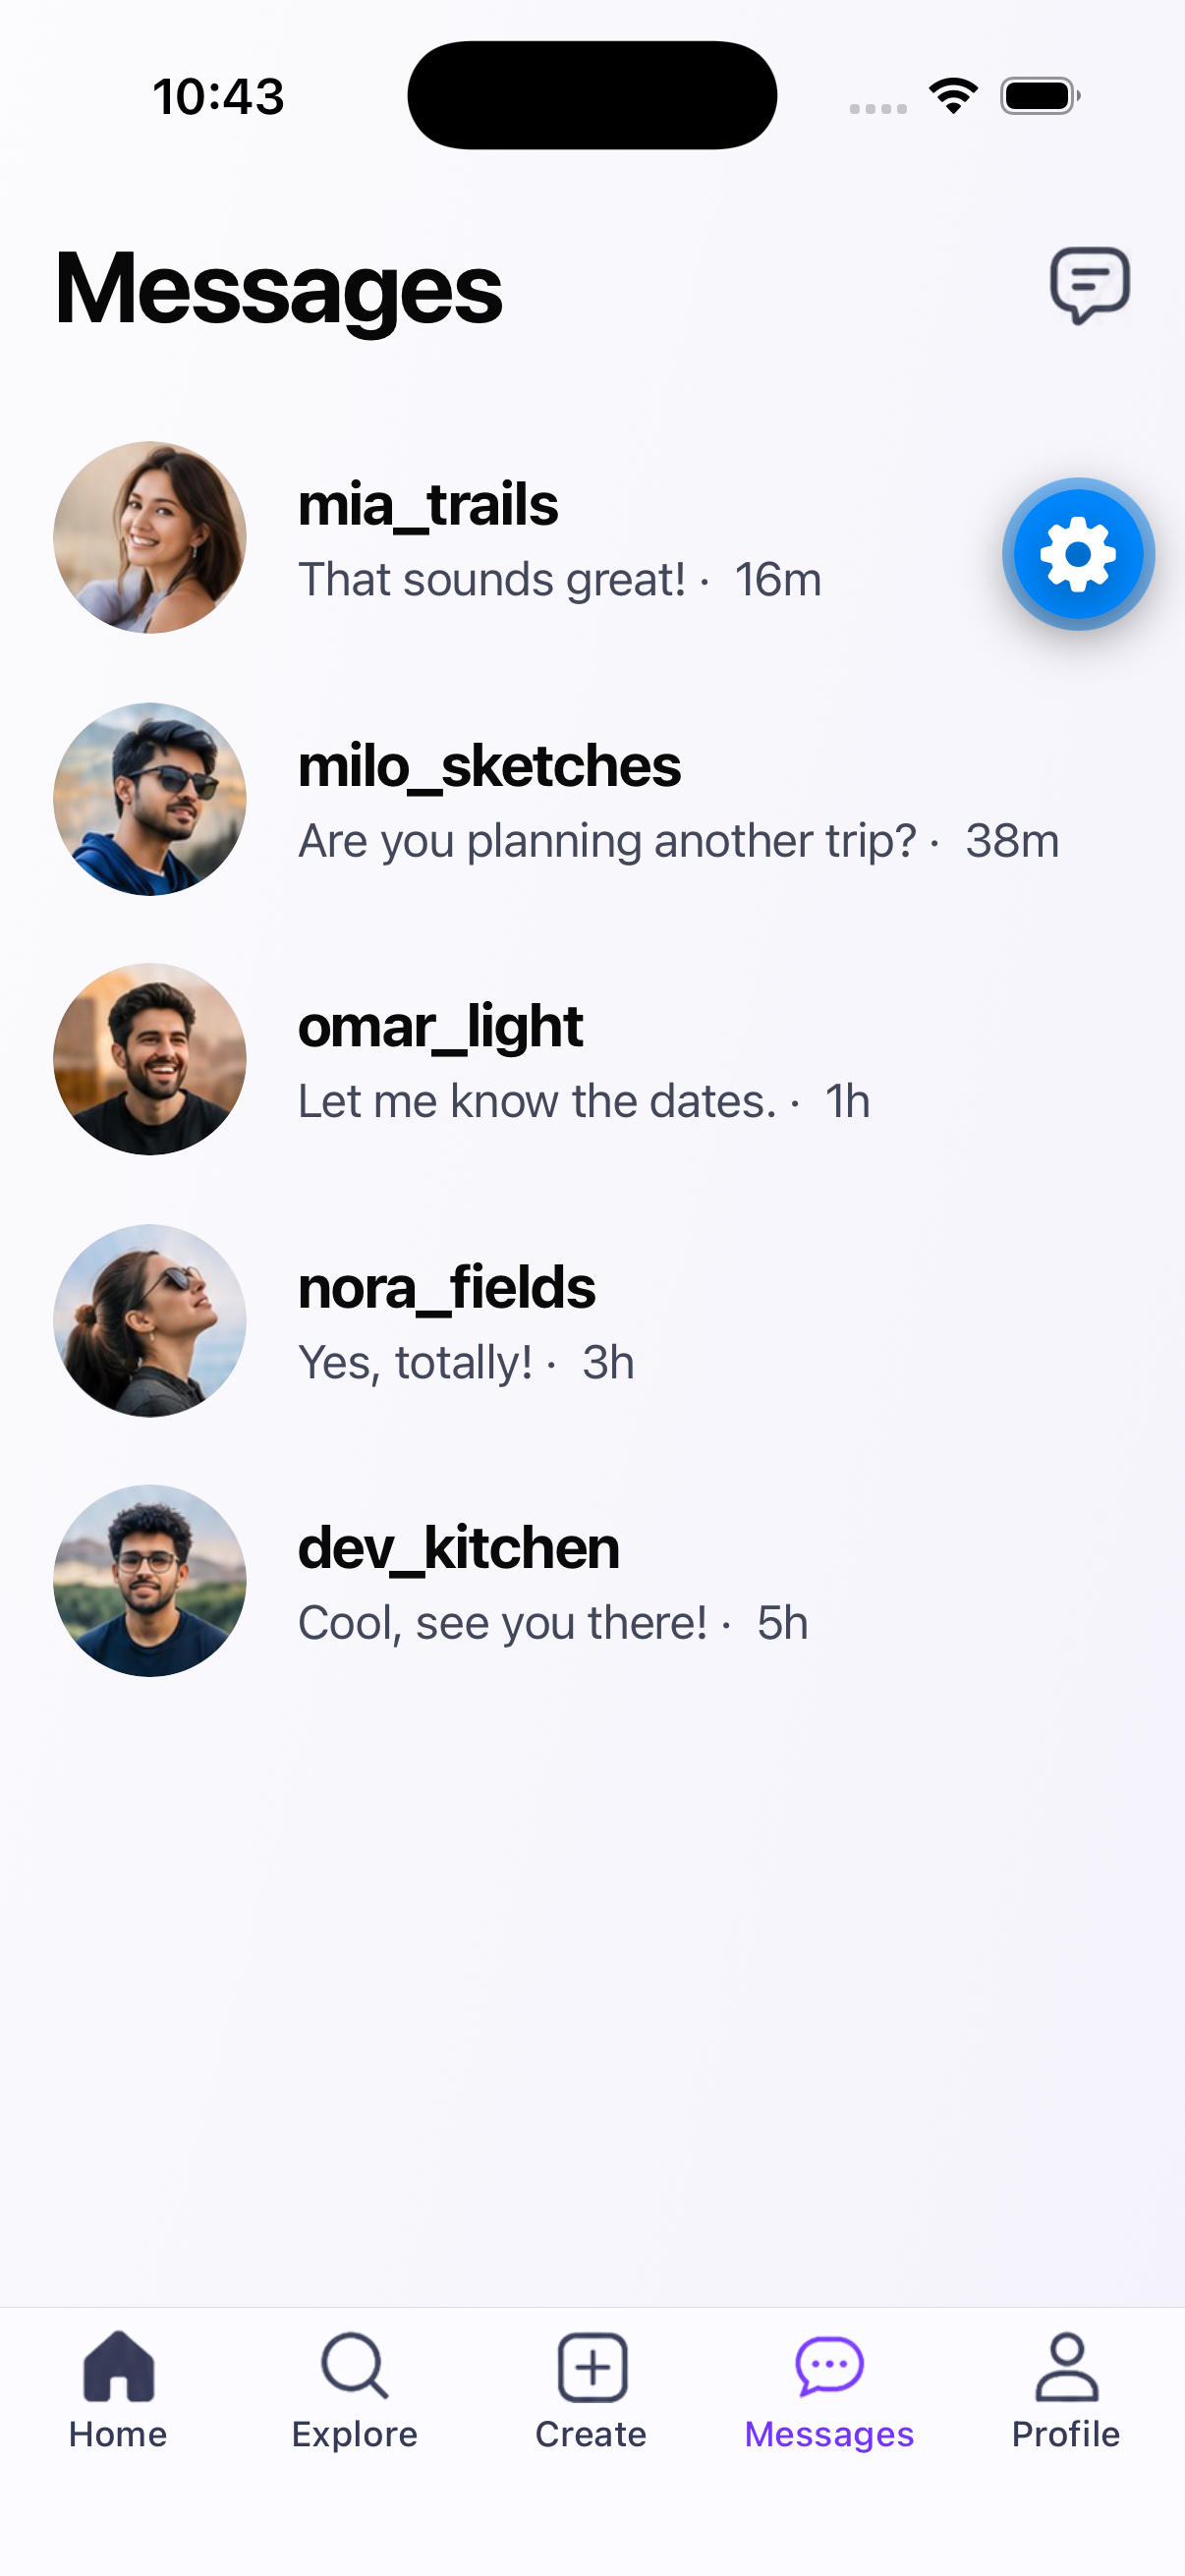 10:43
Messages
mia_trails
That sounds great! · 16m
milo_sketches
Are you planning another trip? · 38m
omar_light
Let me know the dates. · 1h
nora_fields
Yes, totally! · 3h
dev_kitchen
Cool, see you there! · 5h
Home Explore Create Messages Profile